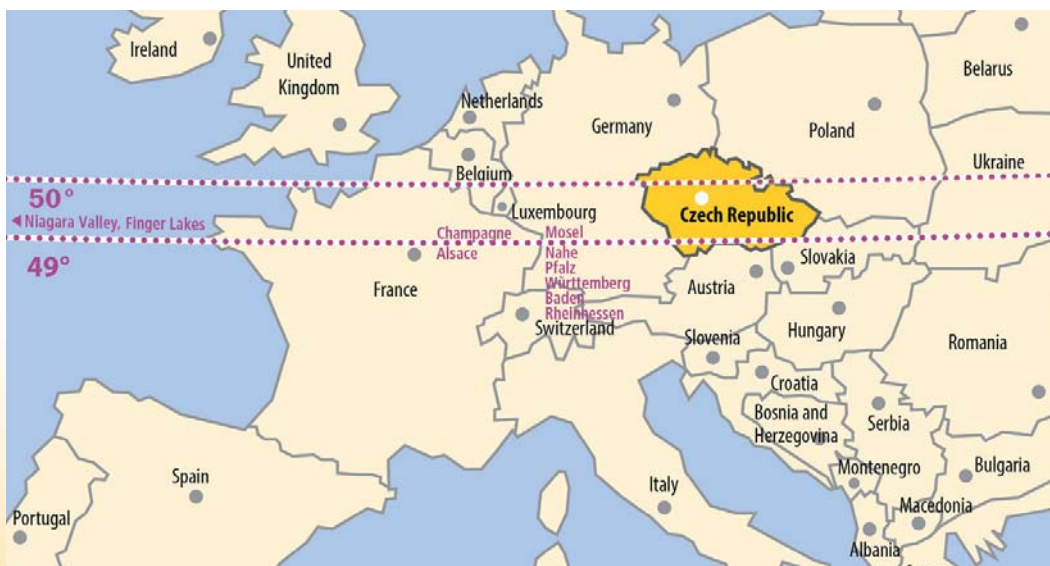 Ireland
United
Kingdom
Netherlands
Belarus
Germany
Poland
Belgium
Ukraine
50°
Niagara Valley, Finger Lakes
Luxembourg
Czech Republic
Champagne
Mosel
49°
Alsace
Nahe
Slovakia
Pfalz
France
Württemberg
Austria
Baden
Rheinhessen
Switzerland
Hungary
Slovenia
Romania
Croatia
Bosnia and
Herzegovina
Serbia
Montenegro
Bulgaria
Spain
Italy
Macedonia
Portugal
Albania